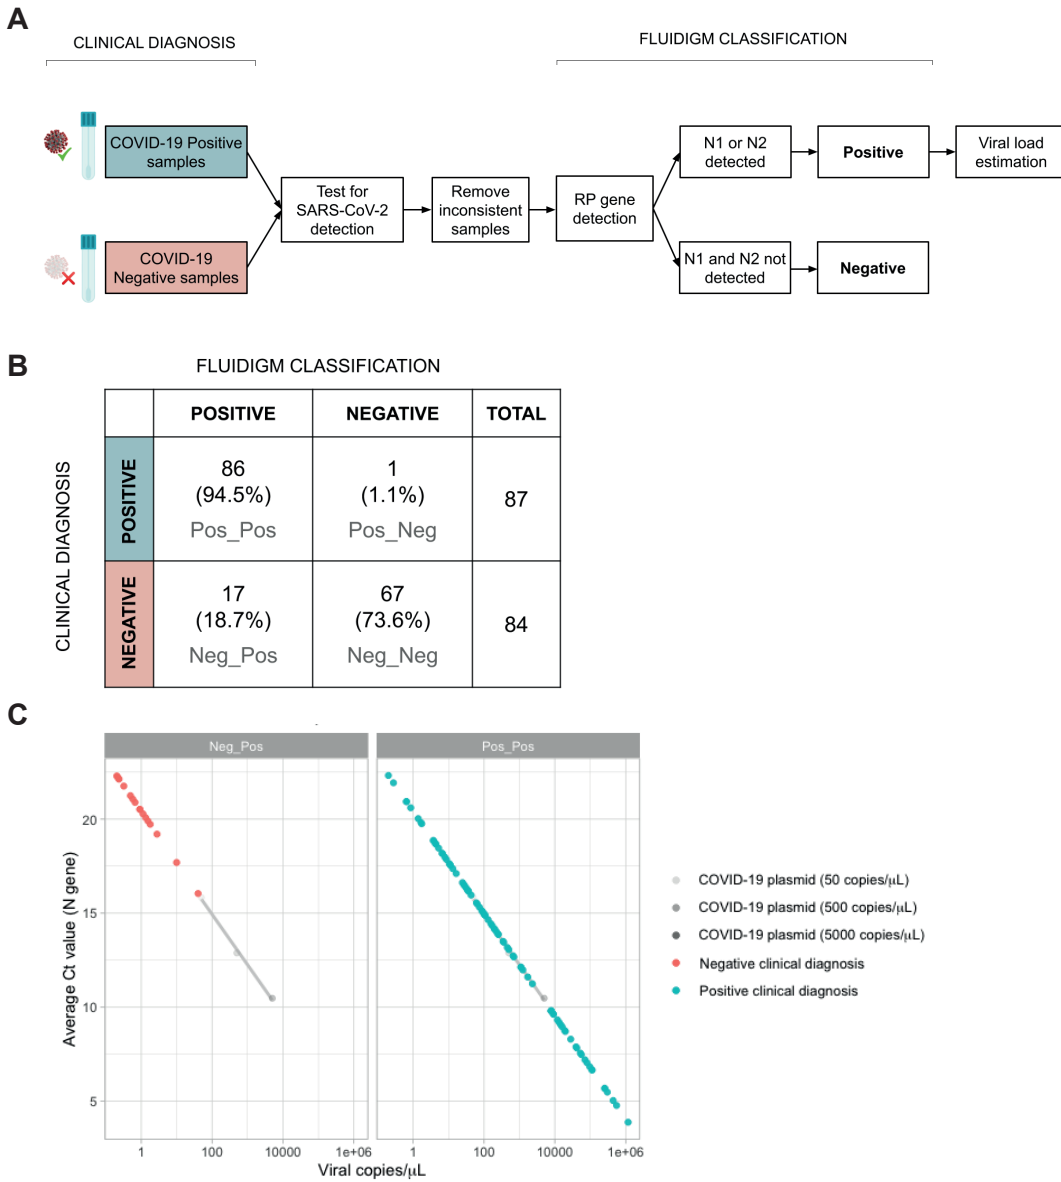 A
CLINICAL DIAGNOSIS
FLUIDIGM CLASSIFICATION
COVID-19 Positive
samples
COVID-19
Negative samples
Test for
SARS-CoV-2
detection
Remove
inconsistent
samples
RP gene
detection
N1 or N2
detected
Positive
Viral load
estimation
N1 and N2 not
detected
Negative
B
FLUIDIGM CLASSIFICATION
CLINICAL DIAGNOSIS
POSITIVE NEGATIVE TOTAL
POSITIVE
86
(94.5%)
Pos_Pos
1
(1.1%)
Pos_Neg
87
NEGATIVE
17
(18.7%)
Neg_Pos
67
(73.6%)
Neg_Neg
84
C
Neg_Pos
Pos_Pos
Average Ct value (N gene)
20
15
10
5
1 100 10000 1e+06
1 100 10000 1e+06
Viral copies/μL
COVID-19 plasmid (50 copies/μL)
COVID-19 plasmid (500 copies/μL)
COVID-19 plasmid (5000 copies/μL)
Negative clinical diagnosis
Positive clinical diagnosis